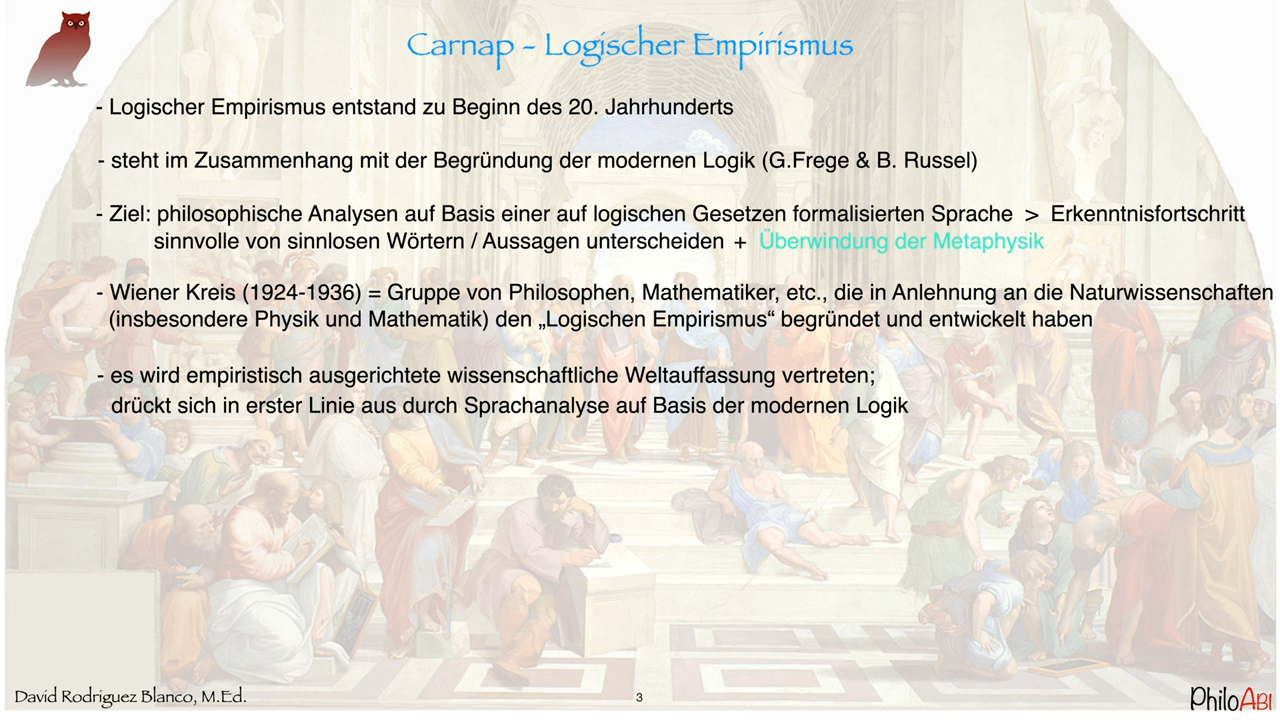 Carnap - Logischer Empirismus
- Logischer Empirismus entstand zu Beginn des 20. Jahrhunderts
- steht im Zusammenhang mit der Begründung der modernen Logik (G.Frege & B. Russel)
- Ziel: philosophische Analysen auf Basis einer auf logischen Gesetzen formalisierten Sprache > Erkenntnisfortschritt
sinnvolle von sinnlosen Wörtern / Aussagen unterscheiden + Überwindung der Metaphysik
- Wiener Kreis (1924-1936) = Gruppe von Philosophen, Mathematiker, etc., die in Anlehnung an die Naturwissenschaften
(insbesondere Physik und Mathematik) den „Logischen Empirismus“ begründet und entwickelt haben
- es wird empiristisch ausgerichtete wissenschaftliche Weltauffassung vertreten;
drückt sich in erster Linie aus durch Sprachanalyse auf Basis der modernen Logik
David Rodriguez Blanco, M.Ed.
3
PhiloABI